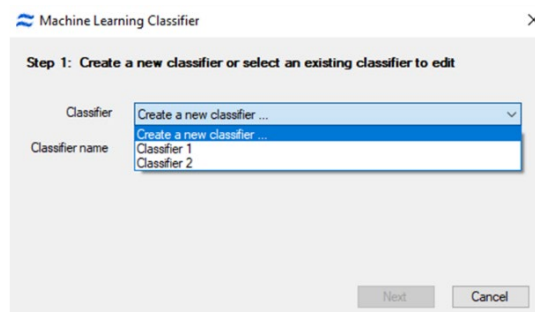 Machine Learning Classifier
Step 1: Create a new classifier or select an existing classifier to edit
Classifier
Create a new classifier ...
Create a new classifier ...
Classifier 1
Classifier name
Classifier 2
Next
Cancel